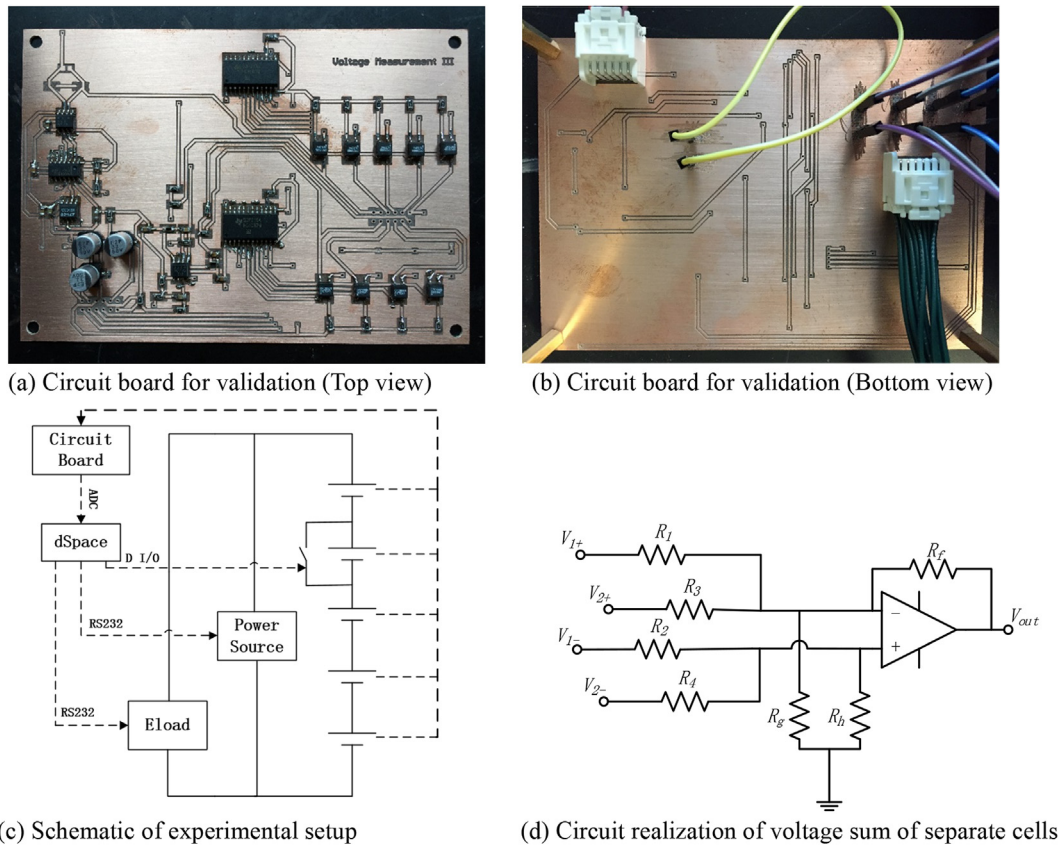 Voltage Measurement III
(a) Circuit board for validation (Top view)
(b) Circuit board for validation (Bottom view)
Circuit
Board
ADC
dSpace
D I/O
RS232
Power
Source
RS232
Eload
(c) Schematic of experimental setup
V1+
R1
V2+
R3
V1-
R2
V2-
R4
Rg
Rh
Rf
−
+
Vout
(d) Circuit realization of voltage sum of separate cells